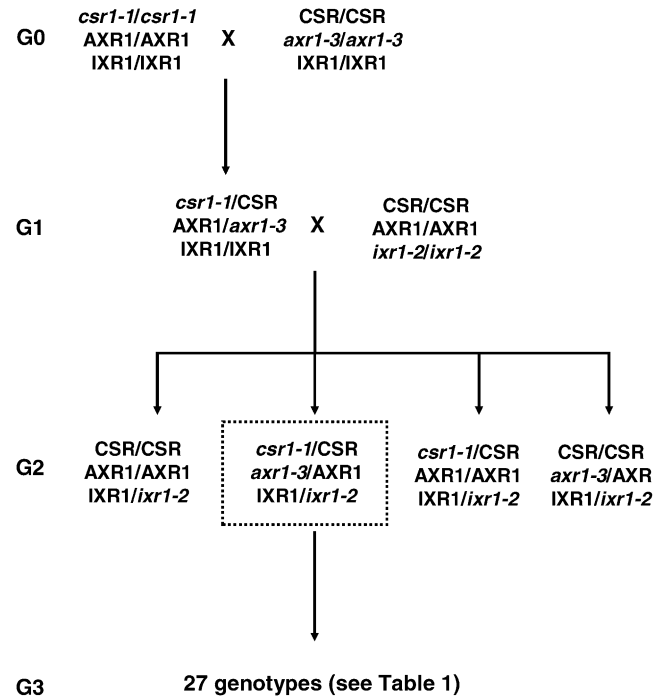 csr1-1/csr1-1 CSR/CSR
G0 AXR1/AXR1 X axr1-3/axr1-3
IXR1/IXR1 IXR1/IXR1
csr1-1/CSR CSR/CSR
G1 AXR1/axr1-3 X AXR1/AXR1
IXR1/IXR1 ixr1-2/ixr1-2
CSR/CSR csr1-1/CSR csr1-1/CSR CSR/CSR
G2 AXR1/AXR1 axr1-3/AXR1 AXR1/AXR1 axr1-3/AXR
IXR1/ixr1-2 IXR1/ixr1-2 IXR1/ixr1-2 IXR1/ixr1-2
G3 27 genotypes (see Table 1)